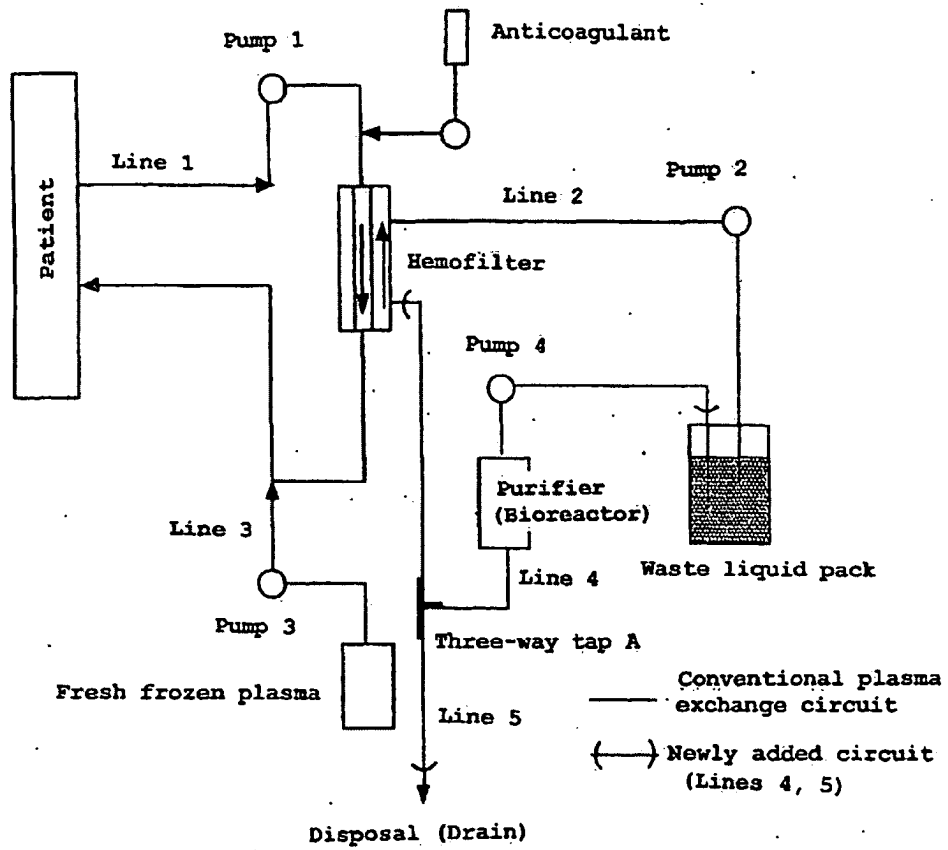 Pump 1
Anticoagulant
Line 1
Pump 2
Line 2
Patient
Hemofilter
Pump 4
Purifier
(Bioreactor)
Line 3
Line 4
Waste liquid pack
Pump 3
Three-way tap A
Fresh frozen plasma
Line 5
Conventional plasma
exchange circuit
Newly added circuit
(Lines 4, 5)
Disposal (Drain)